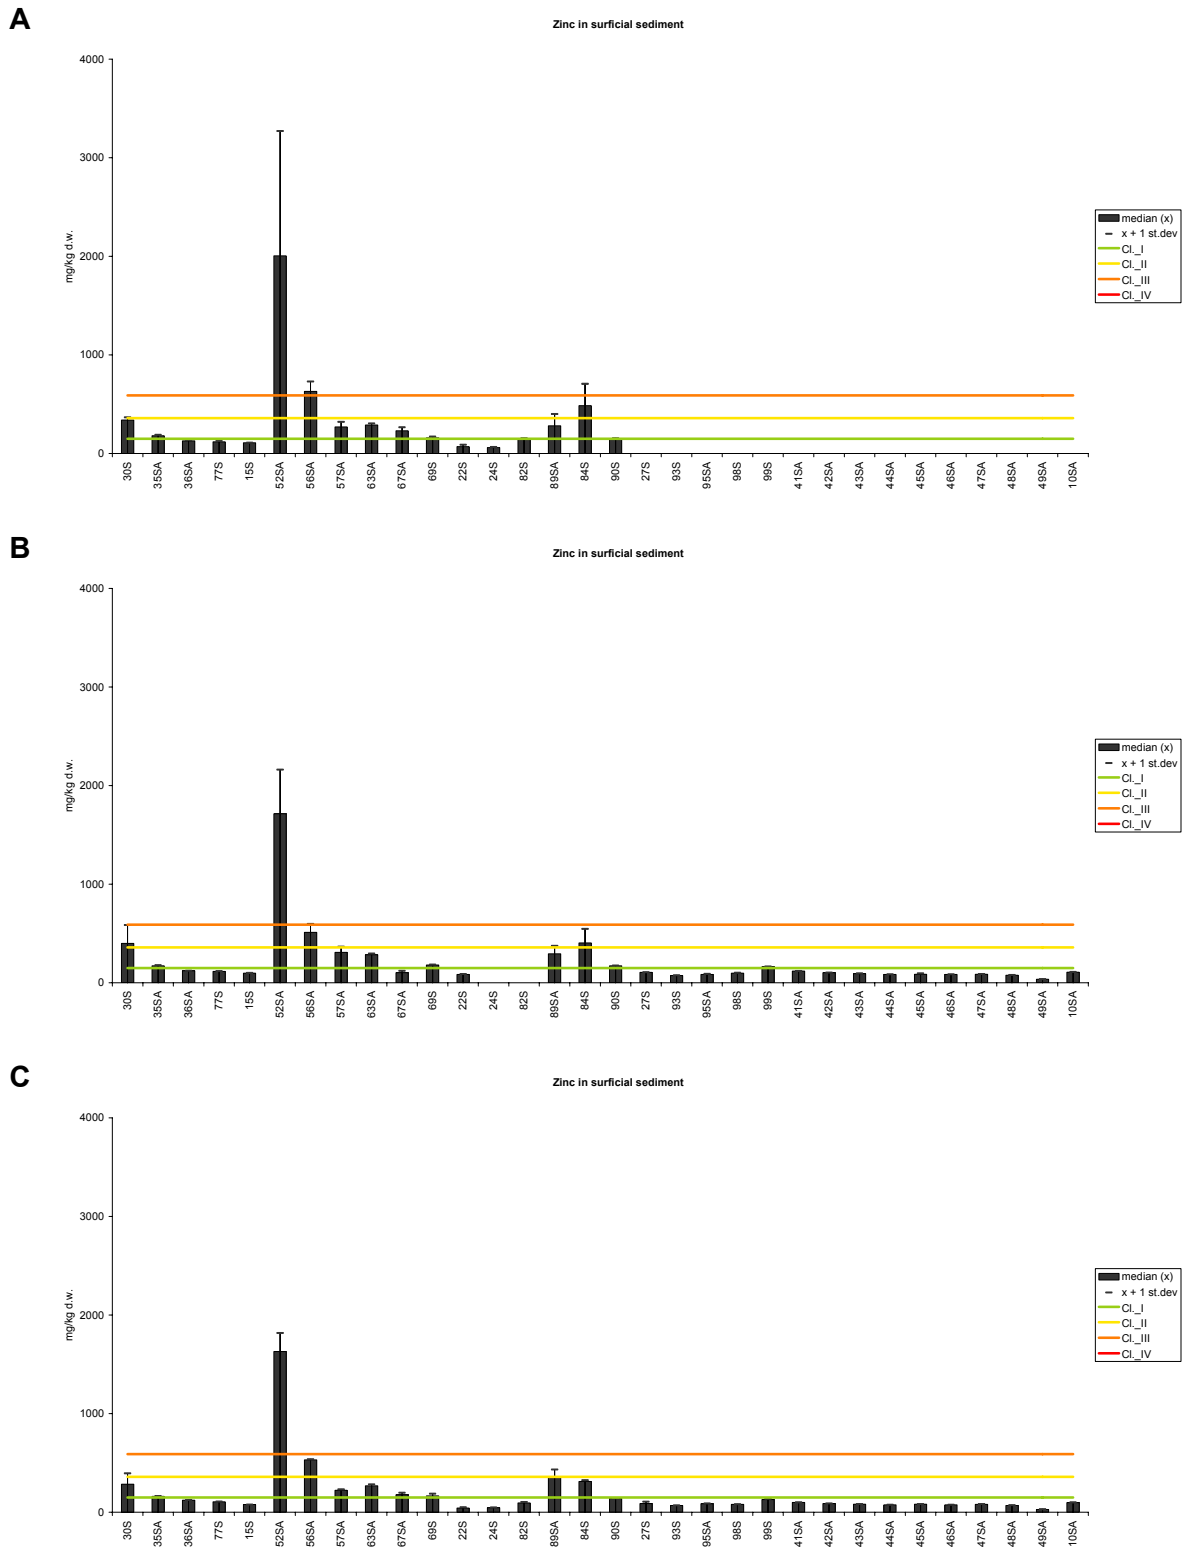 A
Zinc in surficial sediment
mg/kg d.w.
4000
3000
2000
1000
0
30S 35SA 36SA 77S 15S 52SA 56SA 57SA 63SA 67SA 69S 22S 24S 82S 89SA 84S 90S 27S 93S 95SA 98S 99S 41SA 42SA 43SA 44SA 45SA 46SA 47SA 48SA 49SA 10SA
median (x)
x + 1 st.dev
Cl._I
Cl._II
Cl._III
Cl._IV
B
Zinc in surficial sediment
mg/kg d.w.
4000
3000
2000
1000
0
30S 35SA 36SA 77S 15S 52SA 56SA 57SA 63SA 67SA 69S 22S 24S 82S 89SA 84S 90S 27S 93S 95SA 98S 99S 41SA 42SA 43SA 44SA 45SA 46SA 47SA 48SA 49SA 10SA
median (x)
x + 1 st.dev
Cl._I
Cl._II
Cl._III
Cl._IV
C
Zinc in surficial sediment
mg/kg d.w.
4000
3000
2000
1000
0
30S 35SA 36SA 77S 15S 52SA 56SA 57SA 63SA 67SA 69S 22S 24S 82S 89SA 84S 90S 27S 93S 95SA 98S 99S 41SA 42SA 43SA 44SA 45SA 46SA 47SA 48SA 49SA 10SA
median (x)
x + 1 st.dev
Cl._I
Cl._II
Cl._III
Cl._IV